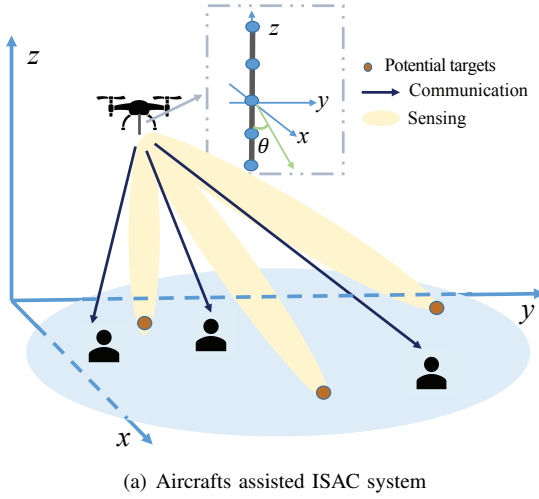 z
z
y
x
θ
Potential targets
Communication
Sensing
y
x
(a) Aircrafts assisted ISAC system